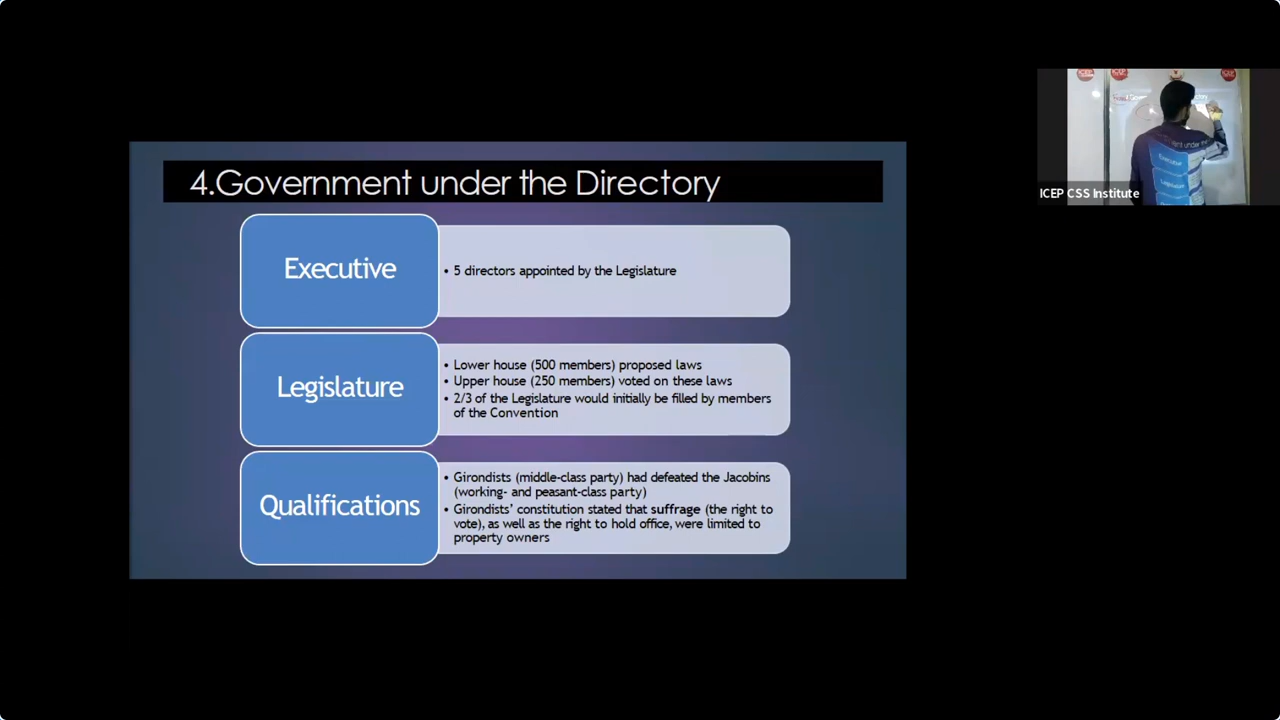 4.Government under the Directory
Executive
• 5 directors appointed by the Legislature
Legislature
• Lower house (500 members) proposed laws
• Upper house (250 members) voted on these laws
• 2/3 of the Legislature would initially be filled by members
of the Convention
Qualifications
• Girondists (middle-class party) had defeated the Jacobins
(working- and peasant-class party)
• Girondists' constitution stated that suffrage (the right to
vote), as well as the right to hold office, were limited to
property owners
ICEP CSS Institute
Executive
Legislature